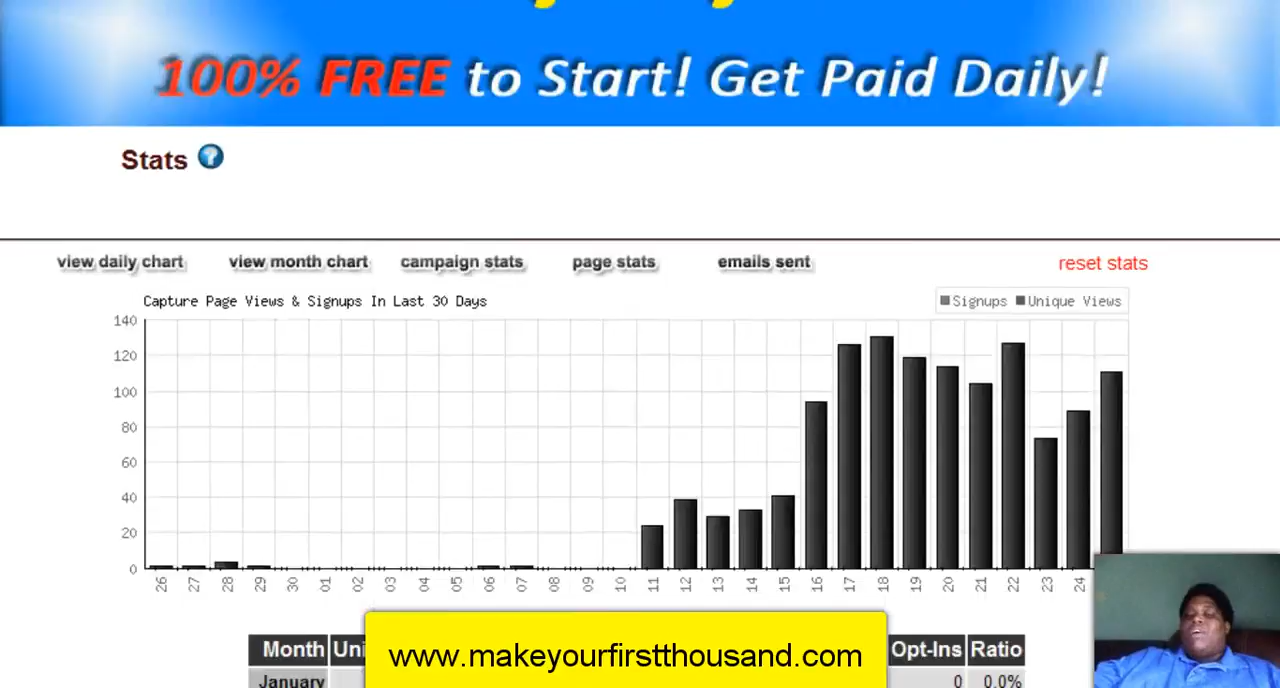 100% FREE to Start! Get Paid Daily!
Stats ?
view daily chart view month chart campaign stats page stats emails sent reset stats
Capture Page Views & Signups In Last 30 Days
Signups Unique Views
140
120
100
80
60
40
20
0
26 27 28 29 30 01 02 03 04 05 06 07 08 09 10 11 12 13 14 15 16 17 18 19 20 21 22 23 24
Month Opt-Ins Ratio
www.makeyourfirstthousand.com
January 0 0.0%